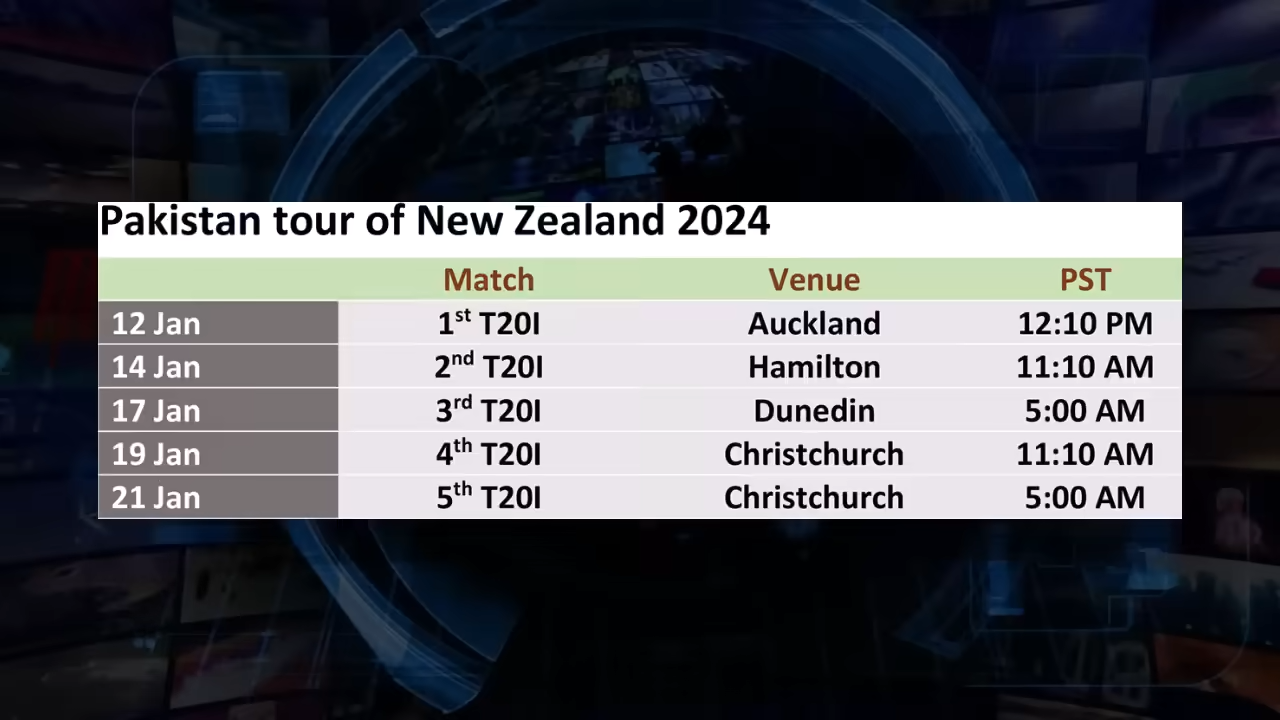 Pakistan tour of New Zealand 2024
Match Venue PST
12 Jan 1st T20I Auckland 12:10 PM
14 Jan 2nd T20I Hamilton 11:10 AM
17 Jan 3rd T20I Dunedin 5:00 AM
19 Jan 4th T20I Christchurch 11:10 AM
21 Jan 5th T20I Christchurch 5:00 AM